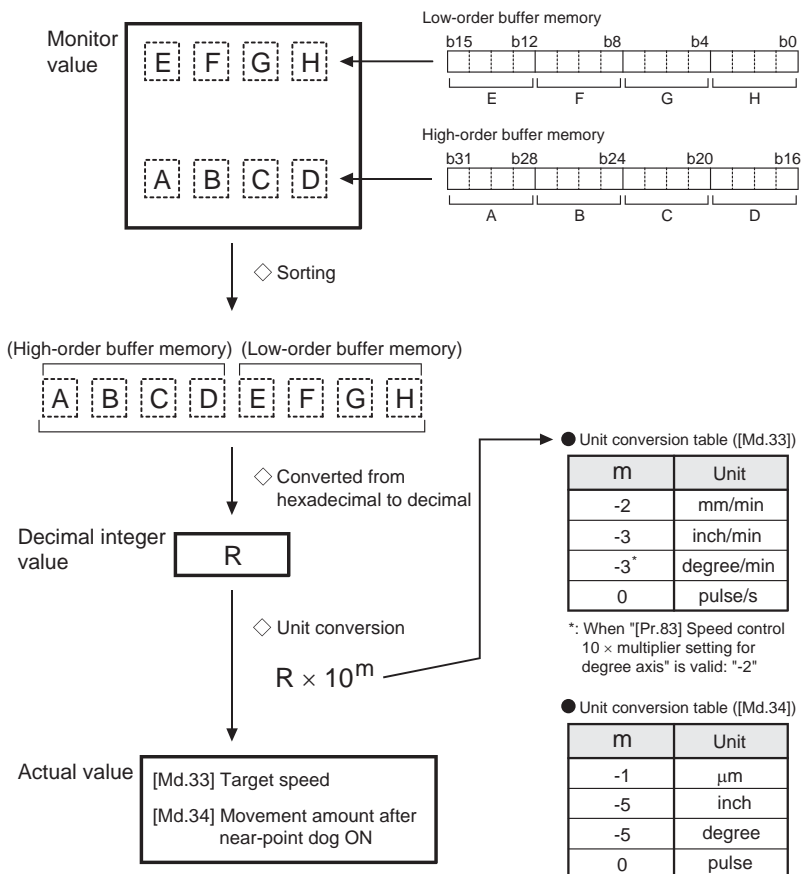 Low-order buffer memory
Monitor value
b15 b12 b8 b4 b0
E F G H
E F G H
High-order buffer memory
b31 b28 b24 b20 b16
A B C D
A B C D
◇ Sorting
(High-order buffer memory) (Low-order buffer memory)
A B C D E F G H
◇ Converted from
hexadecimal to decimal
Decimal integer
value
R
◇ Unit conversion
R × 10^m
● Unit conversion table ([Md.33])
m Unit
-2 mm/min
-3 inch/min
-3* degree/min
0 pulse/s
*: When "[Pr.83] Speed control
10 × multiplier setting for
degree axis" is valid: "-2"
● Unit conversion table ([Md.34])
m Unit
-1 μm
-5 inch
-5 degree
0 pulse
Actual value
[Md.33] Target speed
[Md.34] Movement amount after
near-point dog ON